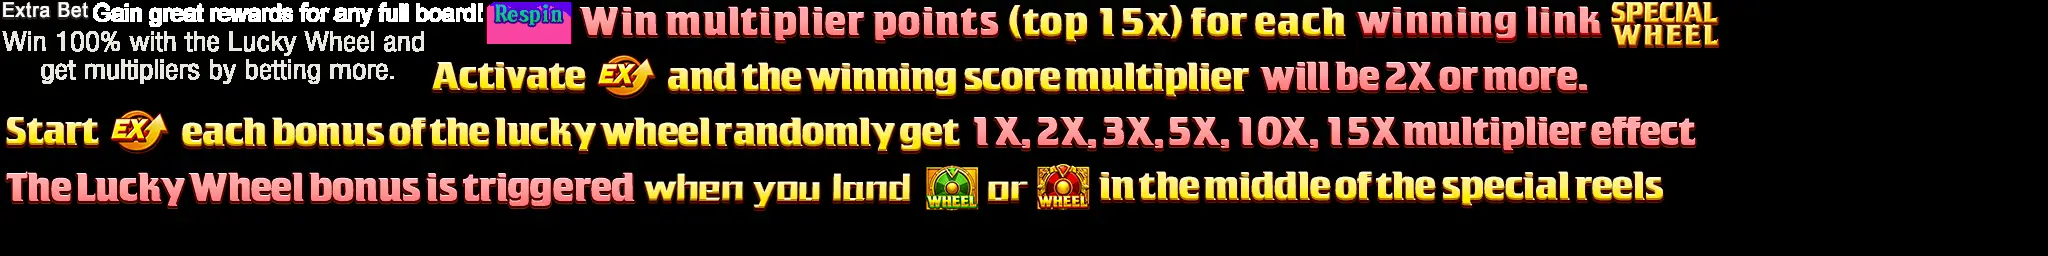 Extra Bet
Gain great rewards for any full board!
Respin
Win multiplier points (top 15x) for each winning link
SPECIAL
WHEEL
Win 100% with the Lucky Wheel and
get multipliers by betting more.
Activate EX and the winning score multiplier will be 2X or more.
Start EX each bonus of the lucky wheel randomly get 1X, 2X, 3X, 5X, 10X, 15X multiplier effect
The Lucky Wheel bonus is triggered when you land WHEEL or WHEEL in the middle of the special reels